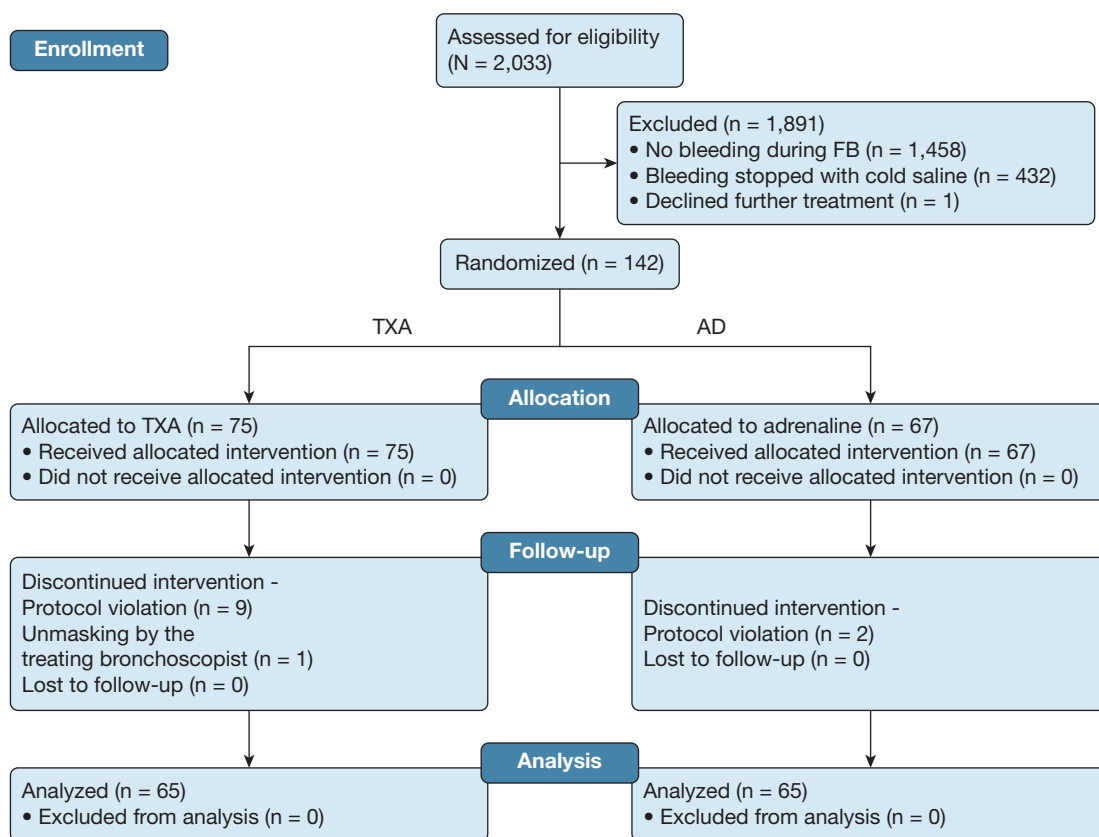 Enrollment
Assessed for eligibility
(N = 2,033)
Excluded (n = 1,891)
• No bleeding during FB (n = 1,458)
• Bleeding stopped with cold saline (n = 432)
• Declined further treatment (n = 1)
Randomized (n = 142)
TXA
AD
Allocation
Allocated to TXA (n = 75)
• Received allocated intervention (n = 75)
• Did not receive allocated intervention (n = 0)
Allocated to adrenaline (n = 67)
• Received allocated intervention (n = 67)
• Did not receive allocated intervention (n = 0)
Follow-up
Discontinued intervention -
Protocol violation (n = 9)
Unmasking by the
treating bronchoscopist (n = 1)
Lost to follow-up (n = 0)
Discontinued intervention -
Protocol violation (n = 2)
Lost to follow-up (n = 0)
Analysis
Analyzed (n = 65)
• Excluded from analysis (n = 0)
Analyzed (n = 65)
• Excluded from analysis (n = 0)